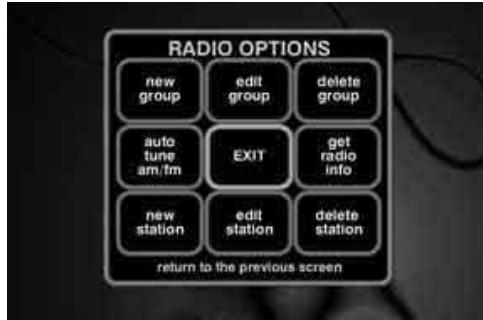 RADIO OPTIONS
new group
edit group
delete group
auto tune am/fm
EXIT
get radio info
new station
edit station
delete station
return to the previous screen